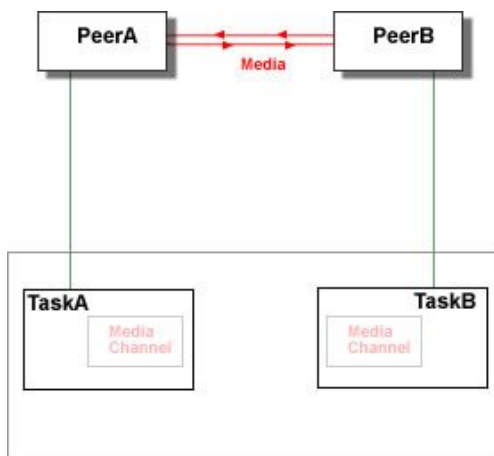 PeerA
PeerB
Media
TaskA
TaskB
Media
Channel
Media
Channel